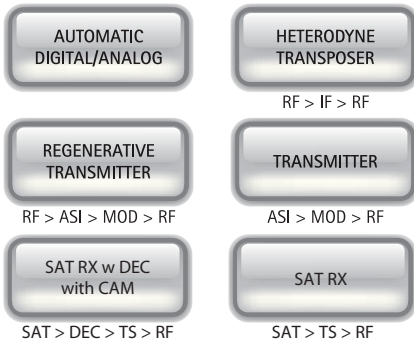 AUTOMATIC
DIGITAL/ANALOG
HETERODYNE
TRANSPOSER
RF > IF > RF
REGENERATIVE
TRANSMITTER
RF > ASI > MOD > RF
TRANSMITTER
ASI > MOD > RF
SAT RX w DEC
with CAM
SAT > DEC > TS > RF
SAT RX
SAT > TS > RF